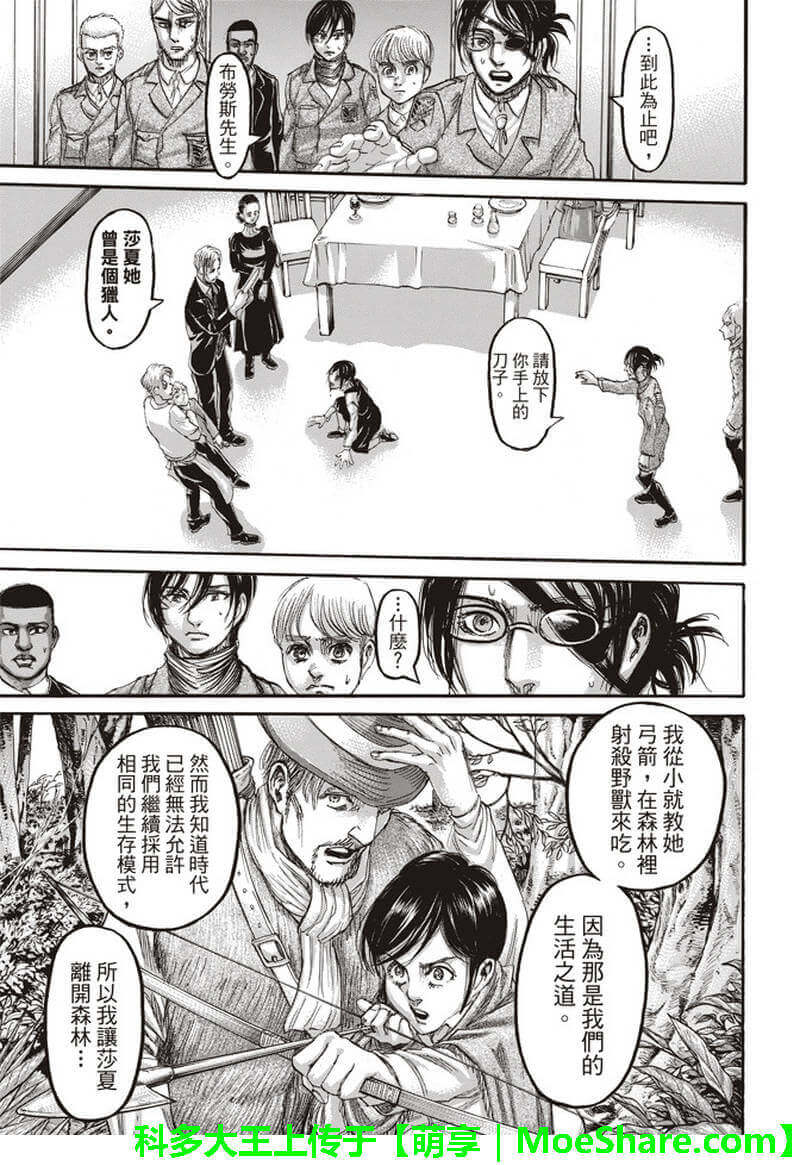 …到此為止吧，
布勞斯先生。
請放下
你手上的
刀子。
莎夏她
曾是個獵人。
…什麼？
我從小就教她
弓箭，在森林裡
射殺野獸來吃。
因為那是我們的
生活之道。
然而我知道時代
已經無法允許
我們繼續採用
相同的生存模式，
所以我讓莎夏
離開森林…
科多大王上传于【萌享 | MoeShare.com】